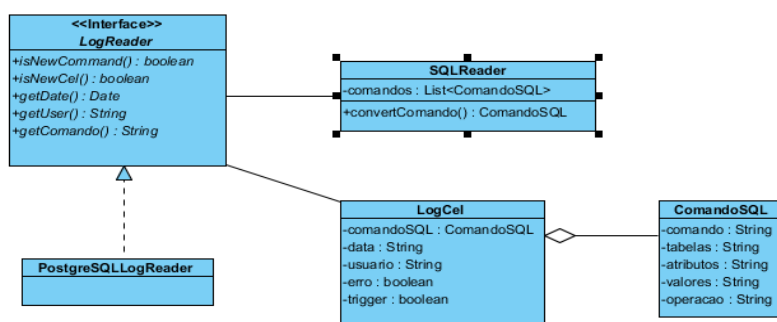 <<Interface>>
LogReader
+isNewCommand() : boolean
+isNewCel() : boolean
+getDate() : Date
+getUser() : String
+getComando() : String
SQLReader
-comandos : List<ComandoSQL>
+convertComando() : ComandoSQL
PostgreSQLLogReader
LogCel
-comandoSQL : ComandoSQL
-data : String
-usuario : String
-erro : boolean
-trigger : boolean
ComandoSQL
-comando : String
-tabelas : String
-atributos : String
-valores : String
-operacao : String